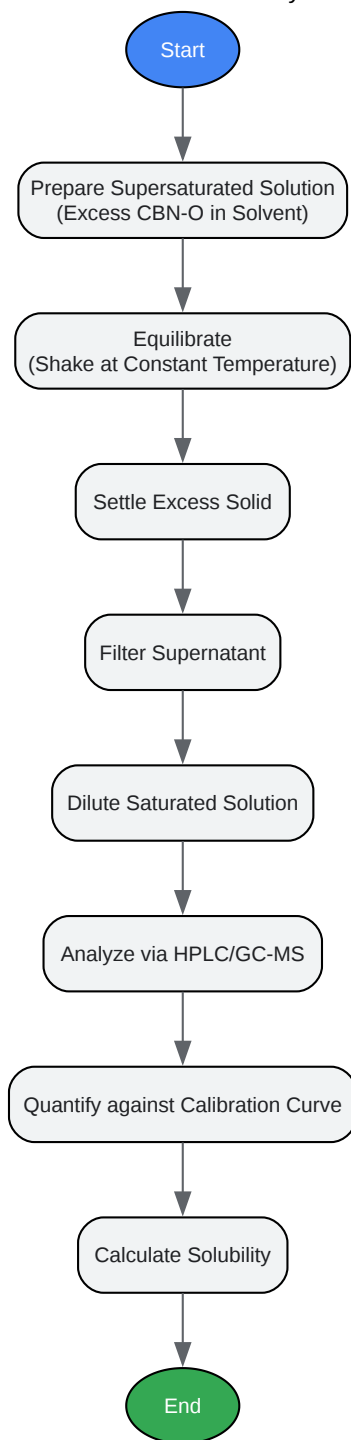 Start
Prepare Supersaturated Solution
(Excess CBN-O in Solvent)
Equilibrate
(Shake at Constant Temperature)
Settle Excess Solid
Filter Supernatant
Dilute Saturated Solution
Analyze via HPLC/GC-MS
Quantify against Calibration Curve
Calculate Solubility
End